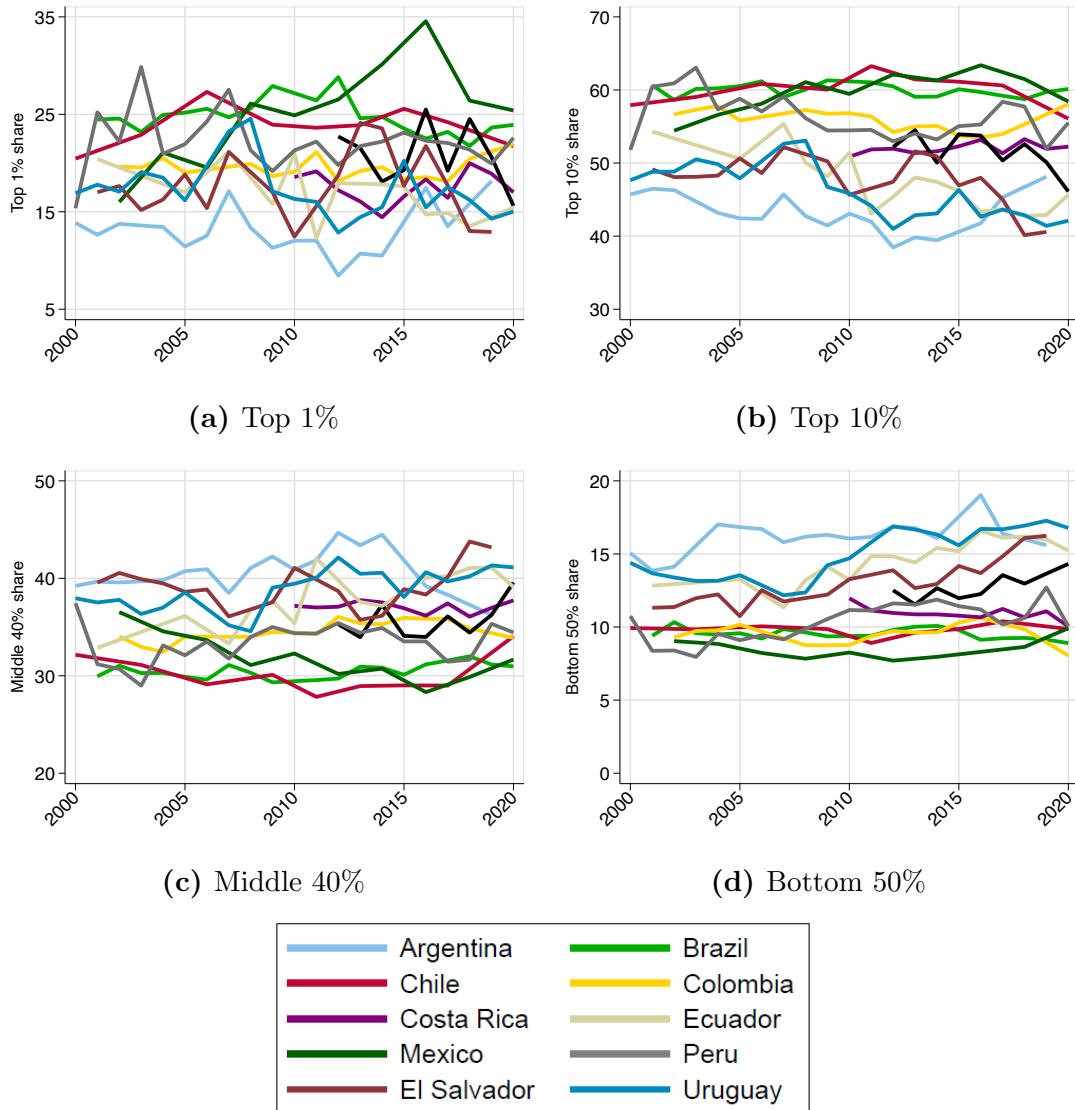 Top 1% share
35
25
15
5
2000
2005
2010
2015
2020
(a) Top 1%
Top 10% share
70
60
50
40
30
2000
2005
2010
2015
2020
(b) Top 10%
Middle 40% share
50
40
30
20
2000
2005
2010
2015
2020
(c) Middle 40%
Bottom 50% share
20
15
10
5
0
2000
2005
2010
2015
2020
(d) Bottom 50%
Argentina Brazil
Chile Colombia
Costa Rica Ecuador
Mexico Peru
El Salvador Uruguay